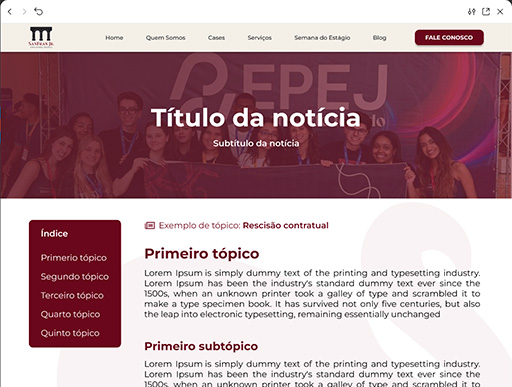 SANFRAN JR.
Home
Quem Somos
Cases
Serviços
Semana do Estágio
Blog
FALE CONOSCO
EPEJ
Título da notícia
Subtítulo da notícia
Índice
Primerio tópico
Segundo tópico
Terceiro tópico
Quarto tópico
Quinto tópico
Exemplo de tópico: Rescisão contratual
Primeiro tópico
Lorem Ipsum is simply dummy text of the printing and typesetting industry.
Lorem Ipsum has been the industry's standard dummy text ever since the
1500s, when an unknown printer took a galley of type and scrambled it to
make a type specimen book. It has survived not only five centuries, but also
the leap into electronic typesetting, remaining essentially unchanged
Primeiro subtópico
Lorem Ipsum is simply dummy text of the printing and typesetting industry.
Lorem Ipsum has been the industry's standard dummy text ever since the
1500s, when an unknown printer took a galley of type and scrambled it to